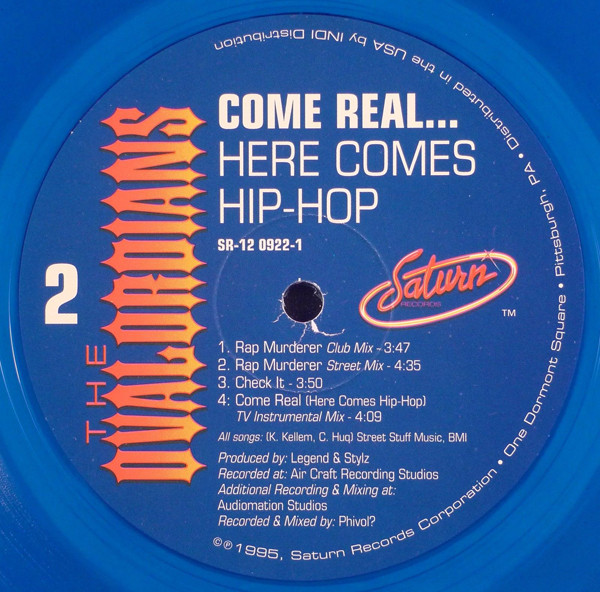 COME REAL...
HERE COMES
HIP-HOP
SR-12 0922-1
2
THE
OVALORDIANS
Saturn
RECORDS
TM
1. Rap Murderer Club Mix - 3:47
2. Rap Murderer Street Mix - 4:35
3. Check It - 3:50
4: Come Real (Here Comes Hip-Hop)
TV Instrumental Mix - 4:09
All songs: (K. Kellem, C. Huq) Street Stuff Music, BMI
Produced by: Legend & Stylz
Recorded at: Air Craft Recording Studios
Additional Recording & Mixing at:
Audiomation Studios
Recorded & Mixed by: Phivol?
©℗1995, Saturn Records Corporation • One Dormont Square • Pittsburgh, PA • Distributed in the USA by INDI Distribution